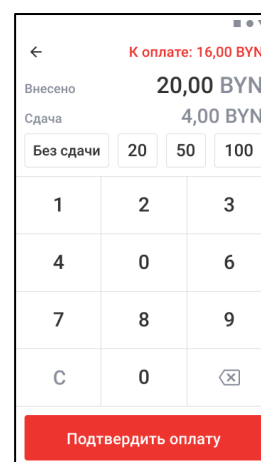 ← К оплате: 16,00 BYN
Внесено 20,00 BYN
Сдача 4,00 BYN
Без сдачи 20 50 100
1 2 3
4 0 6
7 8 9
C 0
Подтвердить оплату